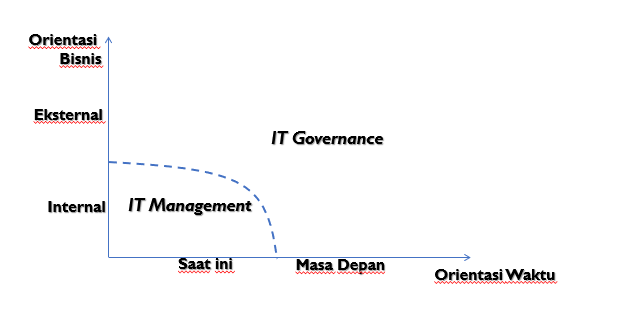 Orientasi
Bisnis
Eksternal
IT Governance
Internal
IT Management
Saat ini
Masa Depan
Orientasi Waktu